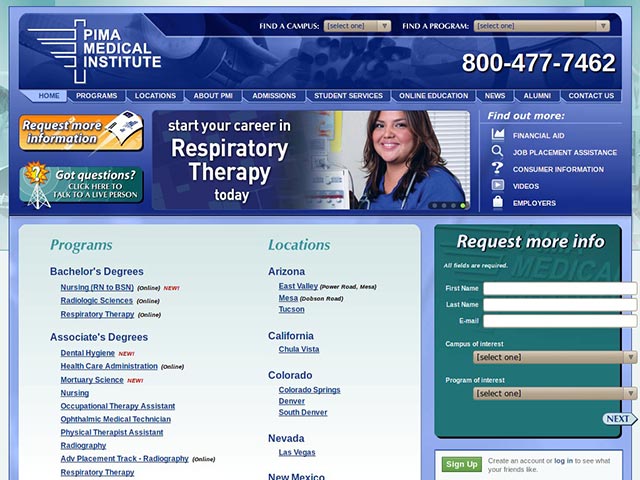 PIMA
MEDICAL
INSTITUTE
FIND A CAMPUS: [select one] FIND A PROGRAM: [select one]
800-477-7462
HOME PROGRAMS LOCATIONS ABOUT PMI ADMISSIONS STUDENT SERVICES ONLINE EDUCATION NEWS ALUMNI CONTACT US
Request more
information
Got questions?
CLICK HERE TO
TALK TO A LIVE PERSON
start your career in
Respiratory
Therapy
today
Find out more:
FINANCIAL AID
JOB PLACEMENT ASSISTANCE
CONSUMER INFORMATION
VIDEOS
EMPLOYERS
Programs
Bachelor's Degrees
Nursing (RN to BSN) (Online) NEW!
Radiologic Sciences (Online)
Respiratory Therapy (Online)
Associate's Degrees
Dental Hygiene NEW!
Health Care Administration (Online)
Mortuary Science NEW!
Nursing
Occupational Therapy Assistant
Ophthalmic Medical Technician
Physical Therapist Assistant
Radiography
Adv Placement Track - Radiography (Online)
Respiratory Therapy
Locations
Arizona
East Valley (Power Road, Mesa)
Mesa (Dobson Road)
Tucson
California
Chula Vista
Colorado
Colorado Springs
Denver
South Denver
Nevada
Las Vegas
New Mexico
Request more info
All fields are required.
First Name
Last Name
E-mail
Campus of interest
[select one]
Program of interest
[select one]
NEXT
Sign Up Create an account or log in to see what
your friends like.